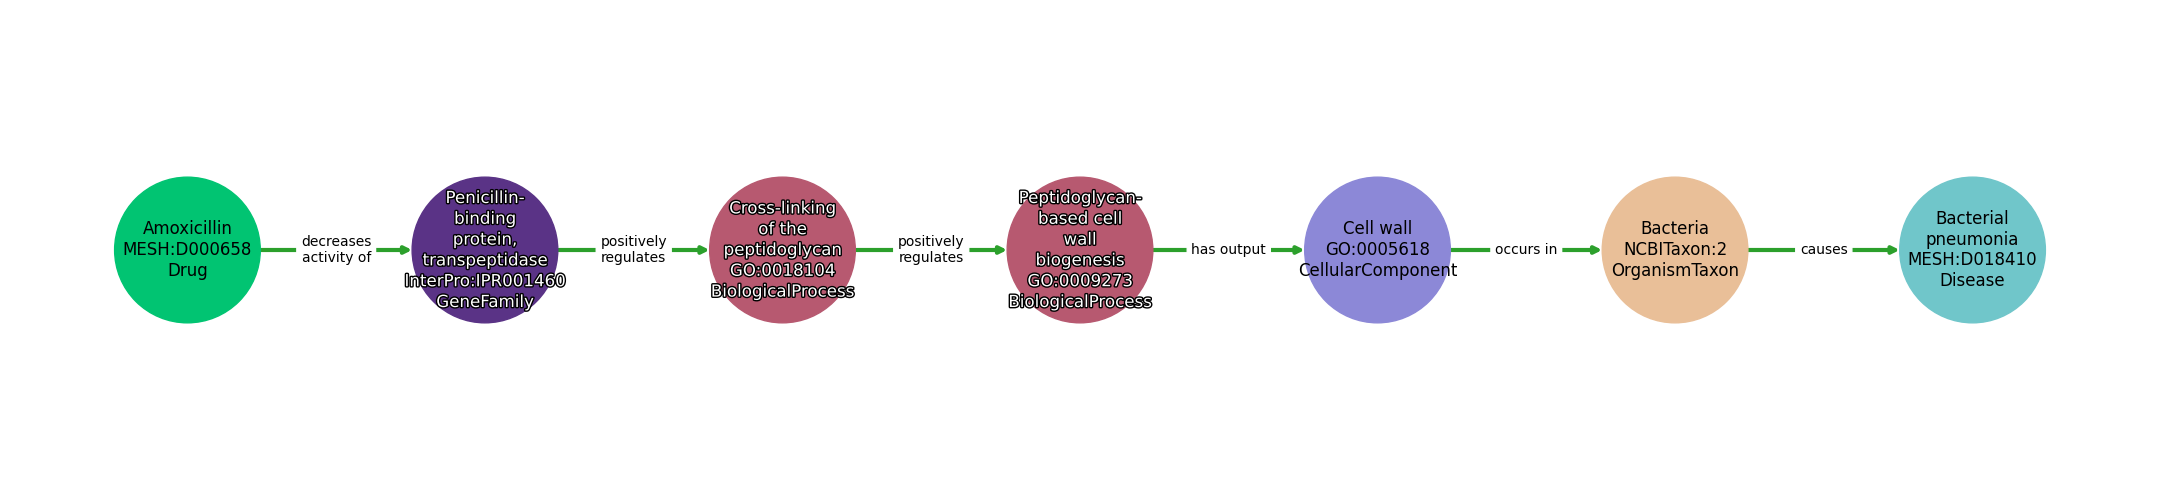 Amoxicillin
MESH:D000658
Drug
decreases
activity of
Penicillin-
binding
protein,
transpeptidase
InterPro:IPR001460
GeneFamily
positively
regulates
Cross-linking
of the
peptidoglycan
GO:0018104
BiologicalProcess
positively
regulates
Peptidoglycan-
based cell
wall
biogenesis
GO:0009273
BiologicalProcess
has output
Cell wall
GO:0005618
CellularComponent
occurs in
Bacteria
NCBITaxon:2
OrganismTaxon
causes
Bacterial
pneumonia
MESH:D018410
Disease